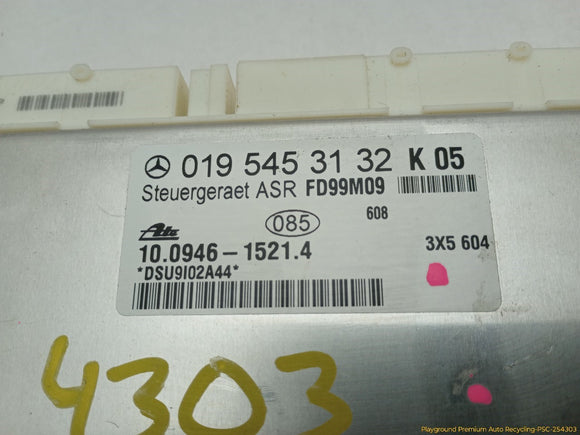 019 545 31 32 K 05
Steuergeraet ASR FD99M09
085 608
Ate
10.0946-1521.4 3X5 604
*DSU9I02A44*
4303
Playground Premium Auto Recycling-PSC-254303